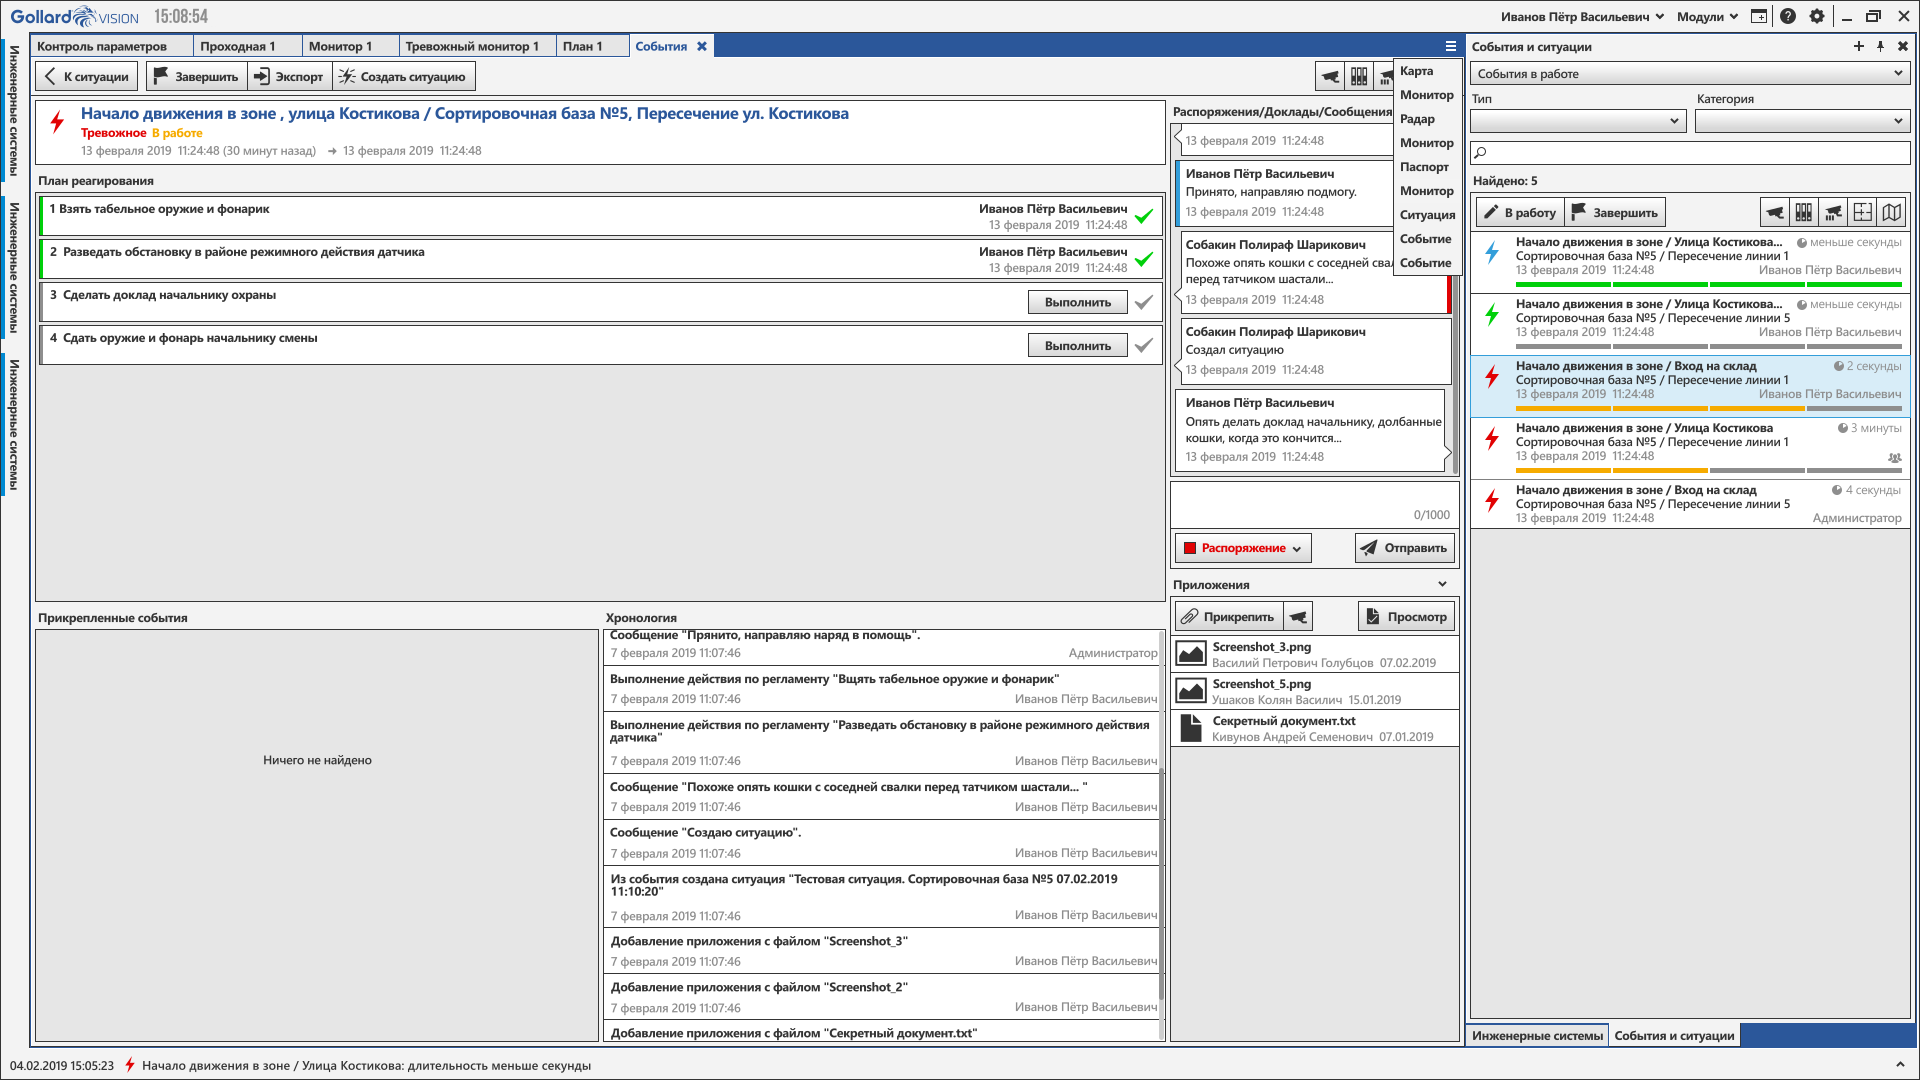 Gollard VISION 15:08:54
Иванов Пётр Васильевич
Модули
Инженерные системы
Инженерные системы
Инженерные системы
Контроль параметров
Проходная 1
Монитор 1
Тревожный монитор 1
План 1
События
К ситуации
Завершить
Экспорт
Создать ситуацию
Карта
Монитор
Радар
Монитор
Паспорт
Монитор
Ситуация
Событие
Событие
Начало движения в зоне , улица Костикова / Сортировочная база №5, Пересечение ул. Костикова
Тревожное В работе
13 февраля 2019 11:24:48 (30 минут назад) → 13 февраля 2019 11:24:48
План реагирования
1 Взять табельное оружие и фонарик
Иванов Пётр Васильевич
13 февраля 2019 11:24:48
2 Разведать обстановку в районе режимного действия датчика
Иванов Пётр Васильевич
13 февраля 2019 11:24:48
3 Сделать доклад начальнику охраны
Выполнить
4 Сдать оружие и фонарь начальнику смены
Выполнить
Прикрепленные события
Ничего не найдено
Хронология
Сообщение "Прянито, направляю наряд в помощь".
7 февраля 2019 11:07:46
Администратор
Выполнение действия по регламенту "Вщять табельное оружие и фонарик"
7 февраля 2019 11:07:46
Иванов Пётр Васильевич
Выполнение действия по регламенту "Разведать обстановку в районе режимного действия
датчика"
7 февраля 2019 11:07:46
Иванов Пётр Васильевич
Сообщение "Похоже опять кошки с соседней свалки перед татчиком шастали... "
7 февраля 2019 11:07:46
Иванов Пётр Васильевич
Сообщение "Создаю ситуацию".
7 февраля 2019 11:07:46
Иванов Пётр Васильевич
Из события создана ситуация "Тестовая ситуация. Сортировочная база №5 07.02.2019
11:10:20"
7 февраля 2019 11:07:46
Иванов Пётр Васильевич
Добавление приложения с файлом "Screenshot_3"
7 февраля 2019 11:07:46
Иванов Пётр Васильевич
Добавление приложения с файлом "Screenshot_2"
7 февраля 2019 11:07:46
Иванов Пётр Васильевич
Добавление приложения с файлом "Секретный документ.txt"
Распоряжения/Доклады/Сообщения
13 февраля 2019 11:24:48
Иванов Пётр Васильевич
Принято, направляю подмогу.
13 февраля 2019 11:24:48
Собакин Полираф Шарикович
Похоже опять кошки с соседней
перед татчиком шастали...
13 февраля 2019 11:24:48
Собакин Полираф Шарикович
Создал ситуацию
13 февраля 2019 11:24:48
Иванов Пётр Васильевич
Опять делать доклад начальнику, долбанные
кошки, когда это кончится...
13 февраля 2019 11:24:48
0/1000
Распоряжение
Отправить
Приложения
Прикрепить
Просмотр
Screenshot_3.png
Василий Петрович Голубцов 07.02.2019
Screenshot_5.png
Ушаков Колян Василич 15.01.2019
Секретный документ.txt
Кивунов Андрей Семенович 07.01.2019
События и ситуации
События в работе
Тип
Категория
Найдено: 5
В работу
Завершить
Начало движения в зоне / Улица Костикова...
меньше секунды
Сортировочная база №5 / Пересечение линии 1
13 февраля 2019 11:24:48
Иванов Пётр Васильевич
Начало движения в зоне / Улица Костикова...
меньше секунды
Сортировочная база №5 / Пересечение линии 5
13 февраля 2019 11:24:48
Иванов Пётр Васильевич
Начало движения в зоне / Вход на склад
2 секунды
Сортировочная база №5 / Пересечение линии 1
13 февраля 2019 11:24:48
Иванов Пётр Васильевич
Начало движения в зоне / Улица Костикова
3 минуты
Сортировочная база №5 / Пересечение линии 1
13 февраля 2019 11:24:48
Начало движения в зоне / Вход на склад
4 секунды
Сортировочная база №5 / Пересечение линии 5
13 февраля 2019 11:24:48
Администратор
Инженерные системы
События и ситуации
04.02.2019 15:05:23
Начало движения в зоне / Улица Костикова: длительность меньше секунды